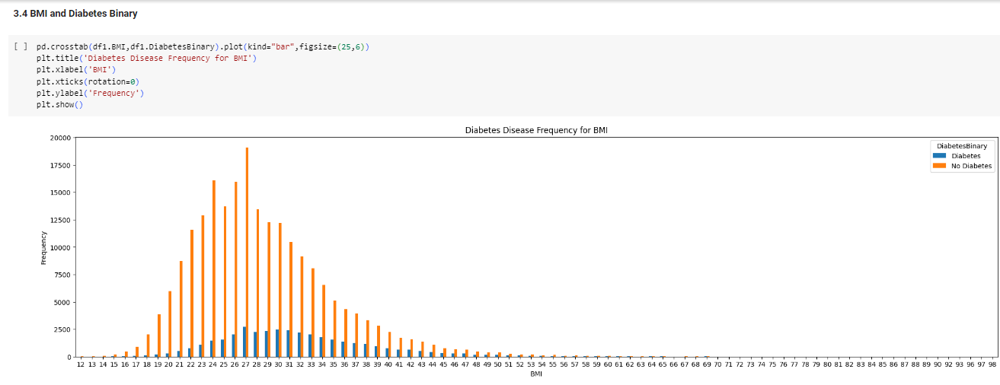 3.4 BMI and Diabetes Binary
[ ] pd.crosstab(df1.BMI,df1.DiabetesBinary).plot(kind="bar",figsize=(25,6))
plt.title('Diabetes Disease Frequency for BMI')
plt.xlabel('BMI')
plt.xticks(rotation=0)
plt.ylabel('Frequency')
plt.show()
Diabetes Disease Frequency for BMI
20000
17500
15000
12500
10000
7500
5000
2500
0
Frequency
DiabetesBinary
Diabetes
No Diabetes
12 13 14 15 16 17 18 19 20 21 22 23 24 25 26 27 28 29 30 31 32 33 34 35 36 37 38 39 40 41 42 43 44 45 46 47 48 49 50 51 52 53 54 55 56 57 58 59 60 61 62 63 64 65 66 67 68 69 70 71 72 73 74 75 76 77 78 79 80 81 82 83 84 85 86 87 88 89 90 92 93 96 97 98 
BMI